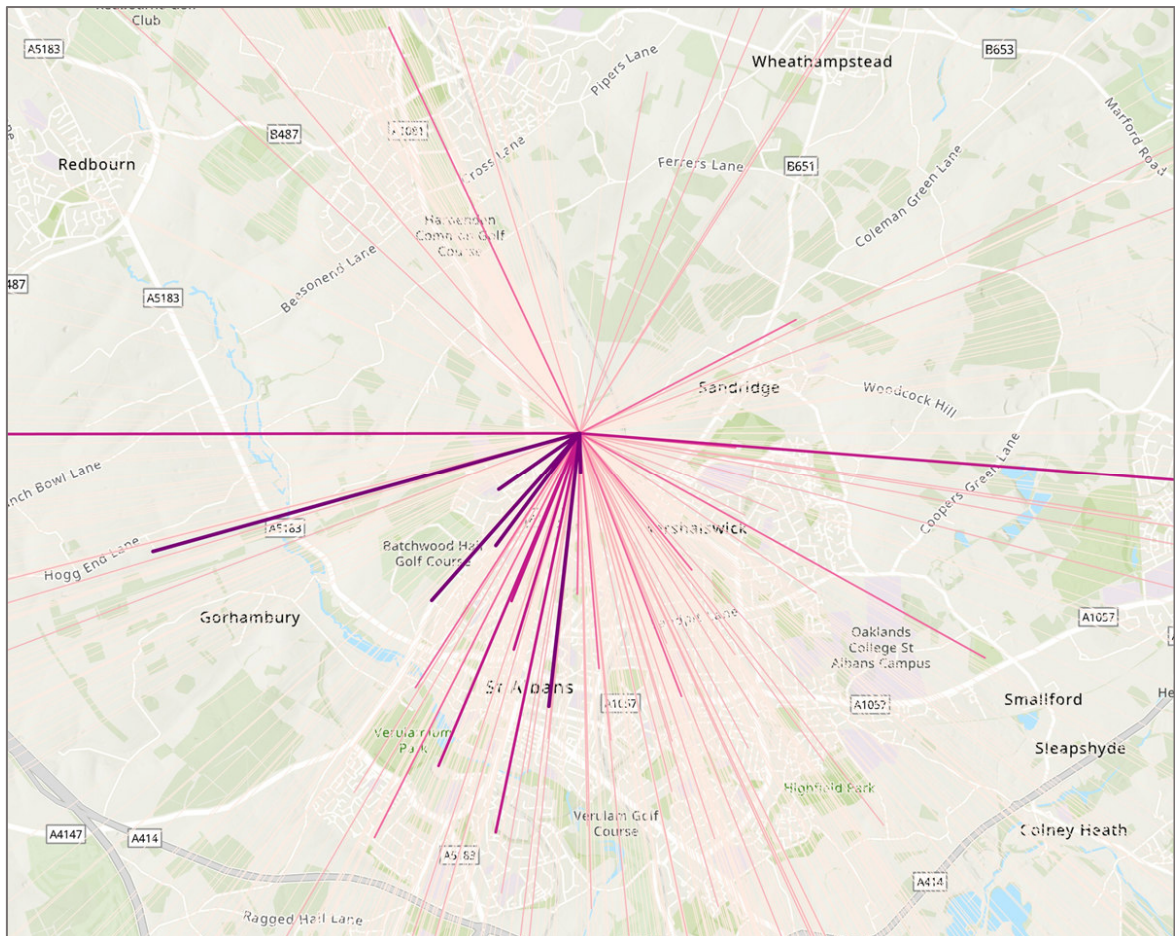 Club
A5183
Pipers Lane
Wheathampstead
B653
Marford Road
A1081
B487
Redbourn
Cross Lane
Ferrers Lane
B651
Coleman Green Lane
Harpenden
Common Golf
Course
Beesonend Lane
487
A5183
Sandridge
Woodcock Hill
nch Bowl Lane
Coopers Green Lane
A5183
Marshalswick
Batchwood Hall
Golf Course
Hogg End Lane
Gorhambury
A1057
Oaklands
College St
Albans Campus
St Albans
A1057
A1057
Smallford
He
Verulamium
Park
Sleapshyde
Highfield Park
Verulam Golf
Course
Colney Heath
A4147
A414
A5183
A414
Ragged Hall Lane